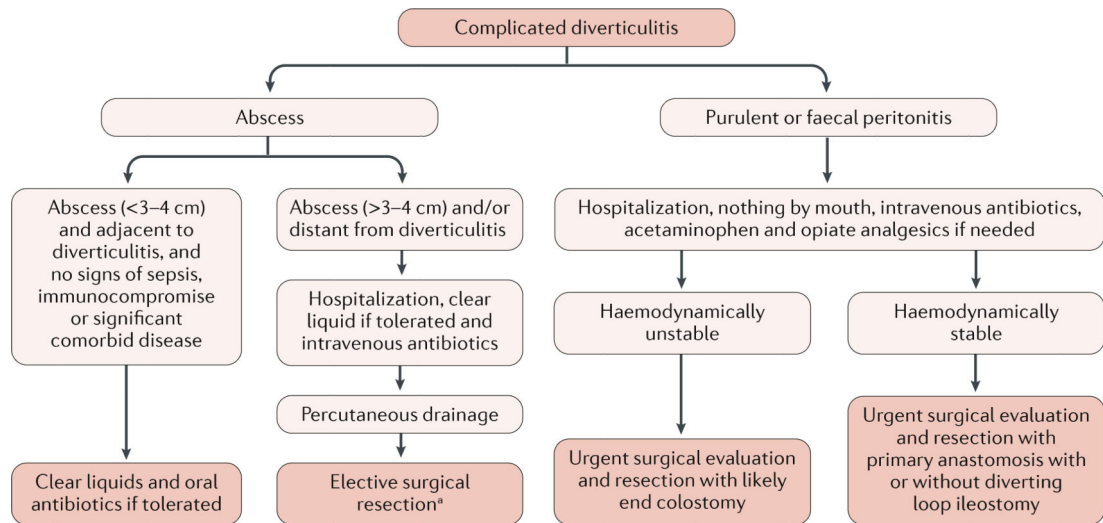 Complicated diverticulitis
Abscess
Purulent or faecal peritonitis
Abscess (<3–4 cm)
and adjacent to
diverticulitis, and
no signs of sepsis,
immunocompromise
or significant
comorbid disease
Abscess (>3–4 cm) and/or
distant from diverticulitis
Hospitalization, nothing by mouth, intravenous antibiotics,
acetaminophen and opiate analgesics if needed
Hospitalization, clear
liquid if tolerated and
intravenous antibiotics
Haemodynamically
unstable
Haemodynamically
stable
Percutaneous drainage
Clear liquids and oral
antibiotics if tolerated
Elective surgical
resectionᵃ
Urgent surgical evaluation
and resection with likely
end colostomy
Urgent surgical evaluation
and resection with
primary anastomosis with
or without diverting
loop ileostomy